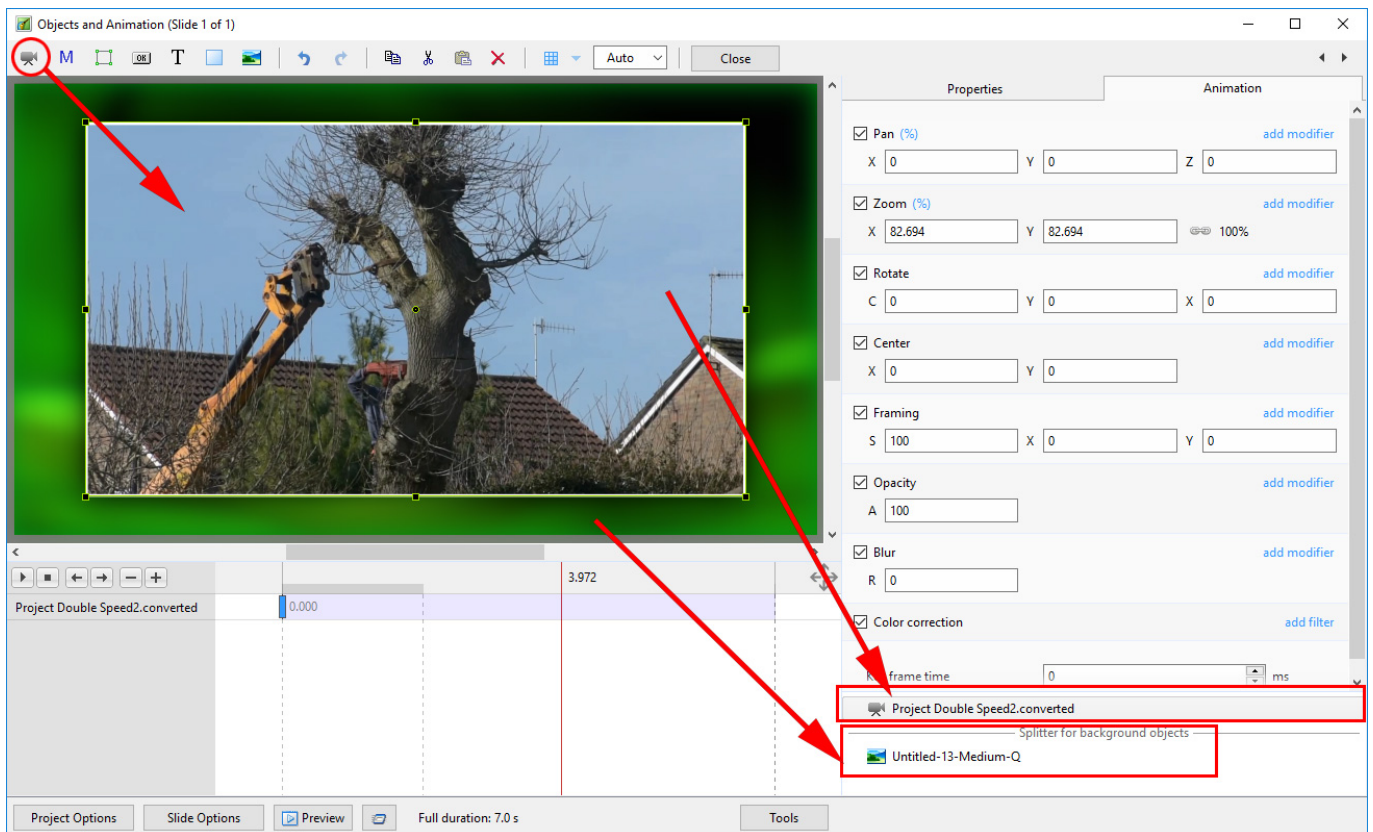 Objects and Animation (Slide 1 of 1)
M OK T Auto Close
Properties Animation
Pan (%) add modifier
X 0 Y 0 Z 0
Zoom (%) add modifier
X 82.694 Y 82.694 100%
Rotate add modifier
C 0 Y 0 X 0
Center add modifier
X 0 Y 0
Framing add modifier
S 100 X 0 Y 0
Opacity add modifier
A 100
Blur add modifier
R 0
3.972
Project Double Speed2.converted 0.000
Color correction add filter
frame time 0 ms
Project Double Speed2.converted
Splitter for background objects
Untitled-13-Medium-Q
Project Options Slide Options Preview Full duration: 7.0 s Tools